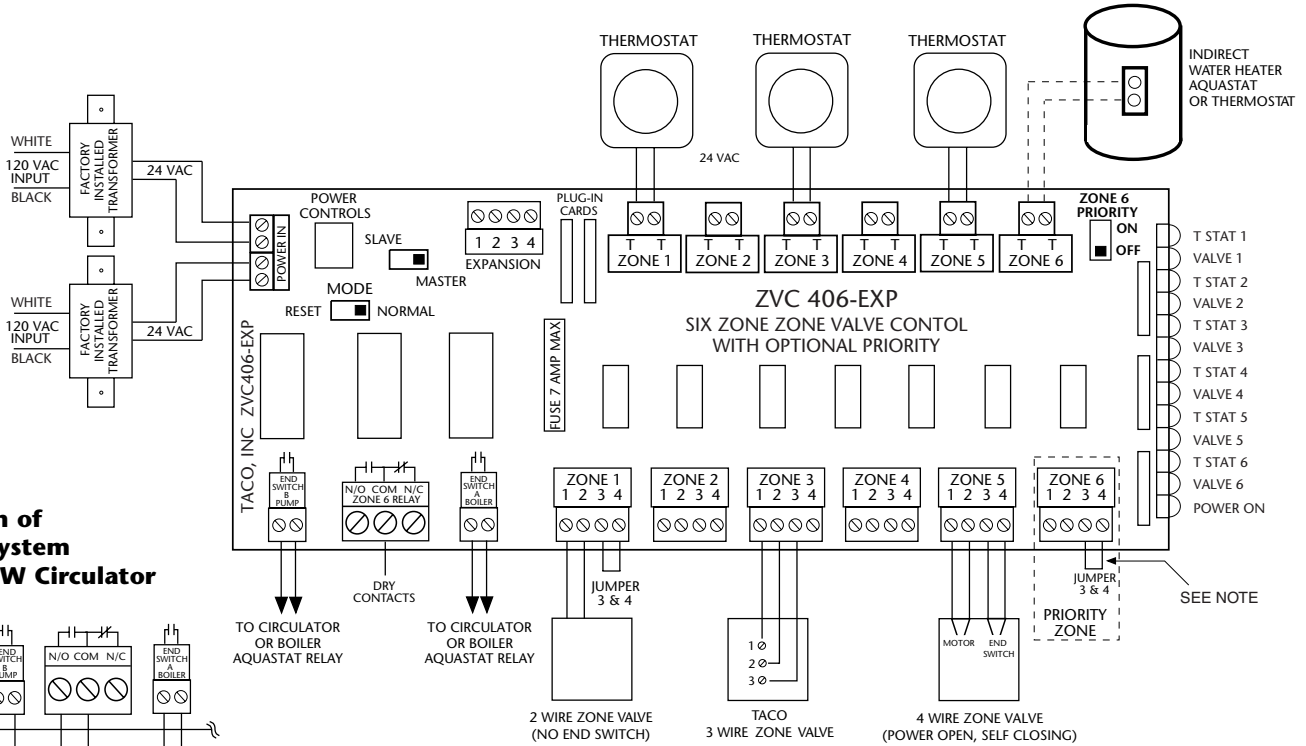 THERMOSTAT
THERMOSTAT
THERMOSTAT
INDIRECT
WATER HEATER
AQUASTAT
OR THERMOSTAT
24 VAC
WHITE
120 VAC
INPUT
BLACK
FACTORY
INSTALLED
TRANSFORMER
24 VAC
WHITE
120 VAC
INPUT
BLACK
FACTORY
INSTALLED
TRANSFORMER
24 VAC
POWER IN
POWER
CONTROLS
SLAVE
MASTER
MODE
RESET
NORMAL
1 2 3 4
EXPANSION
PLUG-IN
CARDS
T T
ZONE 1
T T
ZONE 2
T T
ZONE 3
T T
ZONE 4
T T
ZONE 5
T T
ZONE 6
ZONE 6
PRIORITY
ON
OFF
T STAT 1
VALVE 1
T STAT 2
VALVE 2
T STAT 3
VALVE 3
T STAT 4
VALVE 4
T STAT 5
VALVE 5
T STAT 6
VALVE 6
POWER ON
ZVC 406-EXP
SIX ZONE ZONE VALVE CONTOL
WITH OPTIONAL PRIORITY
TACO, INC ZVC406-EXP
FUSE 7 AMP MAX
END
SWITCH
B
PUMP
N/O COM N/C
ZONE 6 RELAY
END
SWITCH
A
BOILER
ZONE 1
1 2 3 4
ZONE 2
1 2 3 4
ZONE 3
1 2 3 4
ZONE 4
1 2 3 4
ZONE 5
1 2 3 4
ZONE 6
1 2 3 4
TO CIRCULATOR
OR BOILER
AQUASTAT RELAY
DRY
CONTACTS
TO CIRCULATOR
OR BOILER
AQUASTAT RELAY
JUMPER
3 & 4
2 WIRE ZONE VALVE
(NO END SWITCH)
1
2
3
TACO
3 WIRE ZONE VALVE
MOTOR
END
SWITCH
4 WIRE ZONE VALVE
(POWER OPEN, SELF CLOSING)
JUMPER
3 & 4
PRIORITY
ZONE
SEE NOTE
n of
ystem
W Circulator
END
WITCH
B
UMP
N/O COM N/C
END
SWITCH
A
BOILER